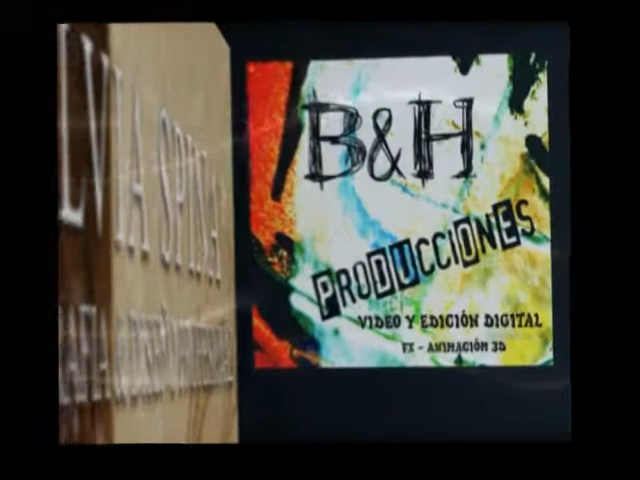 LVIA SPINA
B&H
PRODUCCIONES
VIDEO Y EDICIÓN DIGITAL
FX - ANIMACIÓN 3D